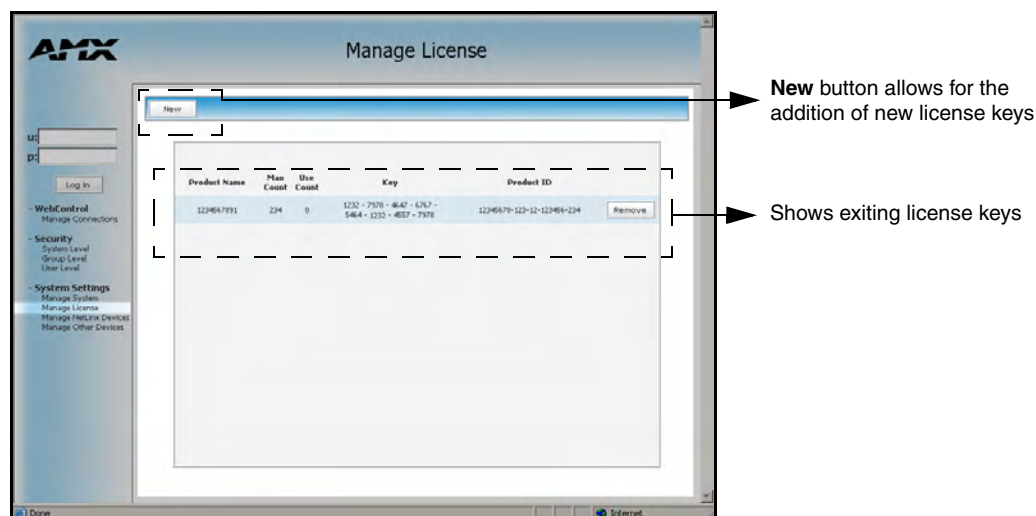 AMX
Manage License
New
New button allows for the
addition of new license keys
u:
p:
Log In
- WebControl
Manage Connections
- Security
System Level
Group Level
User Level
- System Settings
Manage System
Manage License
Manage NetLinx Devices
Manage Other Devices
Product Name Man Count Use Count Key Product ID
1234567891 234 0 1232 - 7978 - 4647 - 6767 -
5464 - 1232 - 4557 - 7978 12345678-123-12-123456-234 Remove
Shows exiting license keys
Done Internet